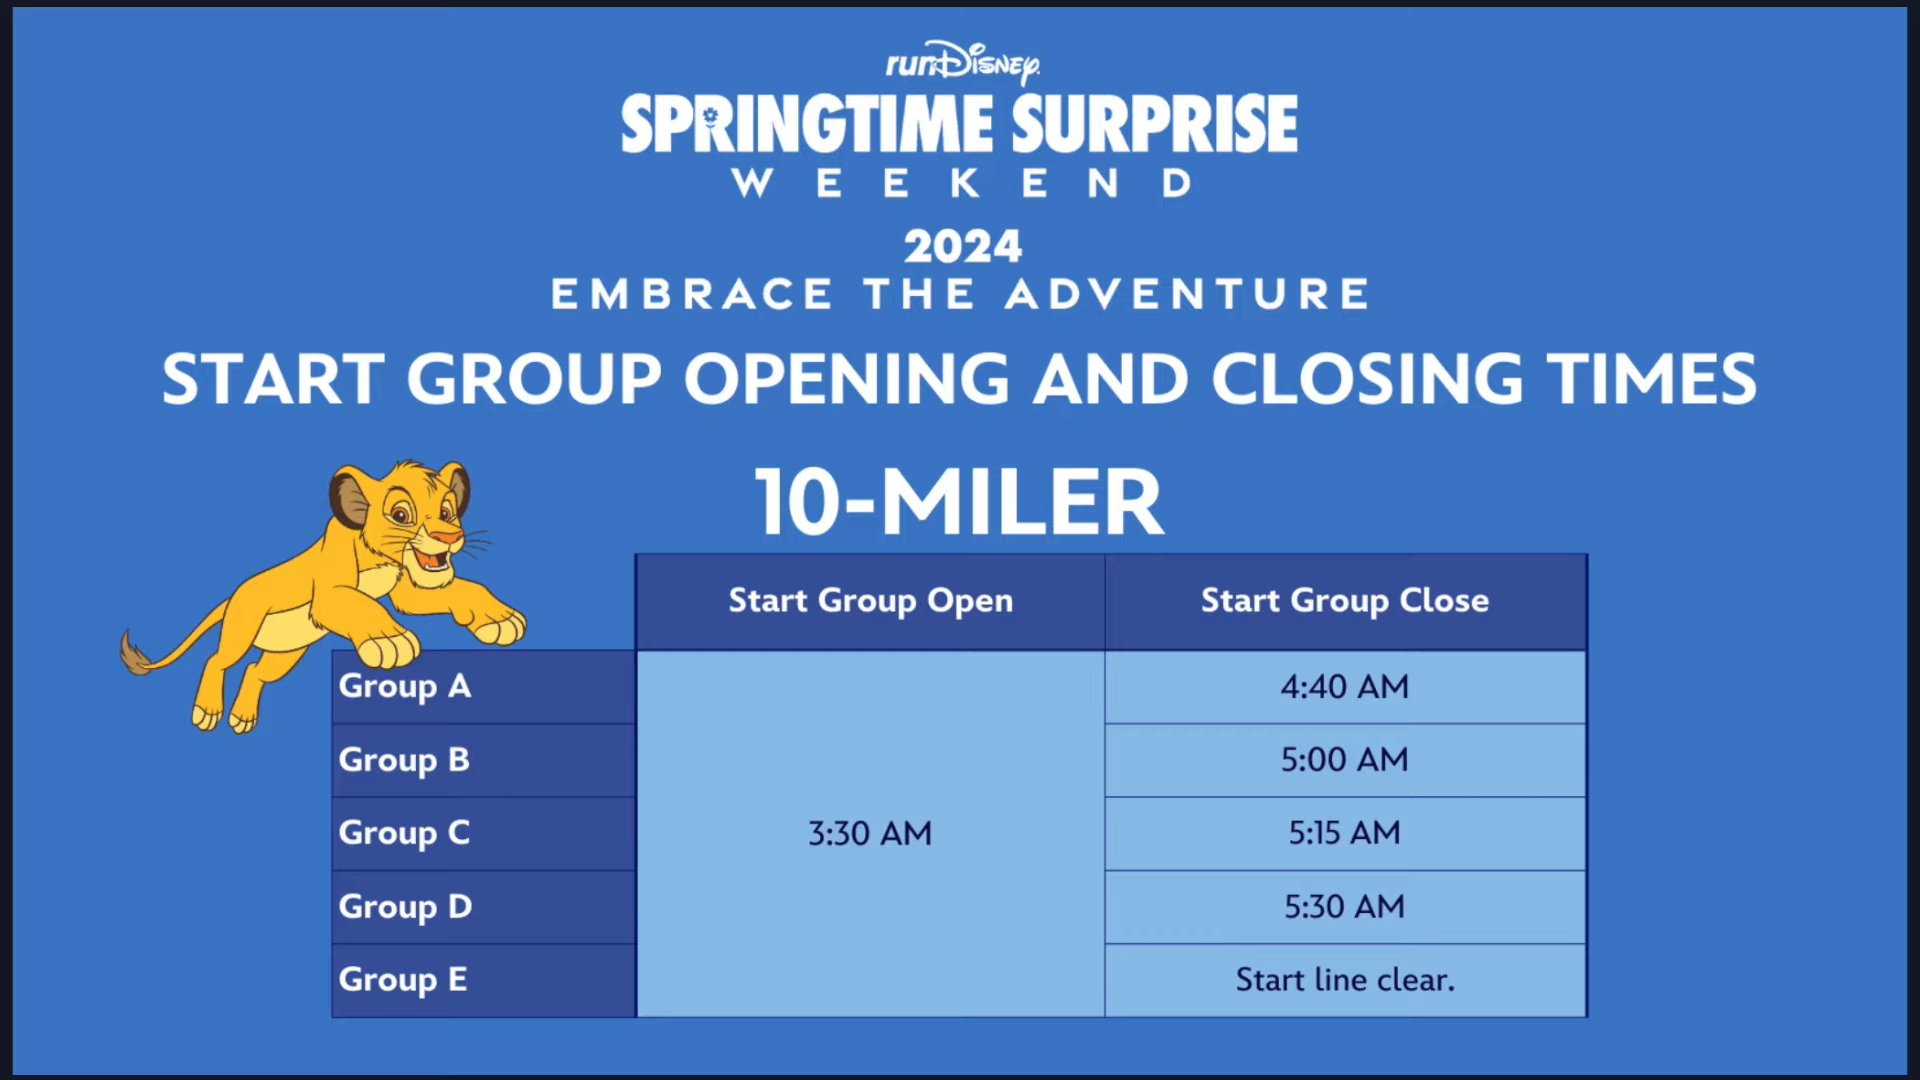 runDisney
SPRINGTIME SURPRISE
WEEKEND
2024
EMBRACE THE ADVENTURE
START GROUP OPENING AND CLOSING TIMES
10-MILER
Start Group Open Start Group Close
Group A 4:40 AM
Group B 5:00 AM
Group C 3:30 AM 5:15 AM
Group D 5:30 AM
Group E Start line clear.